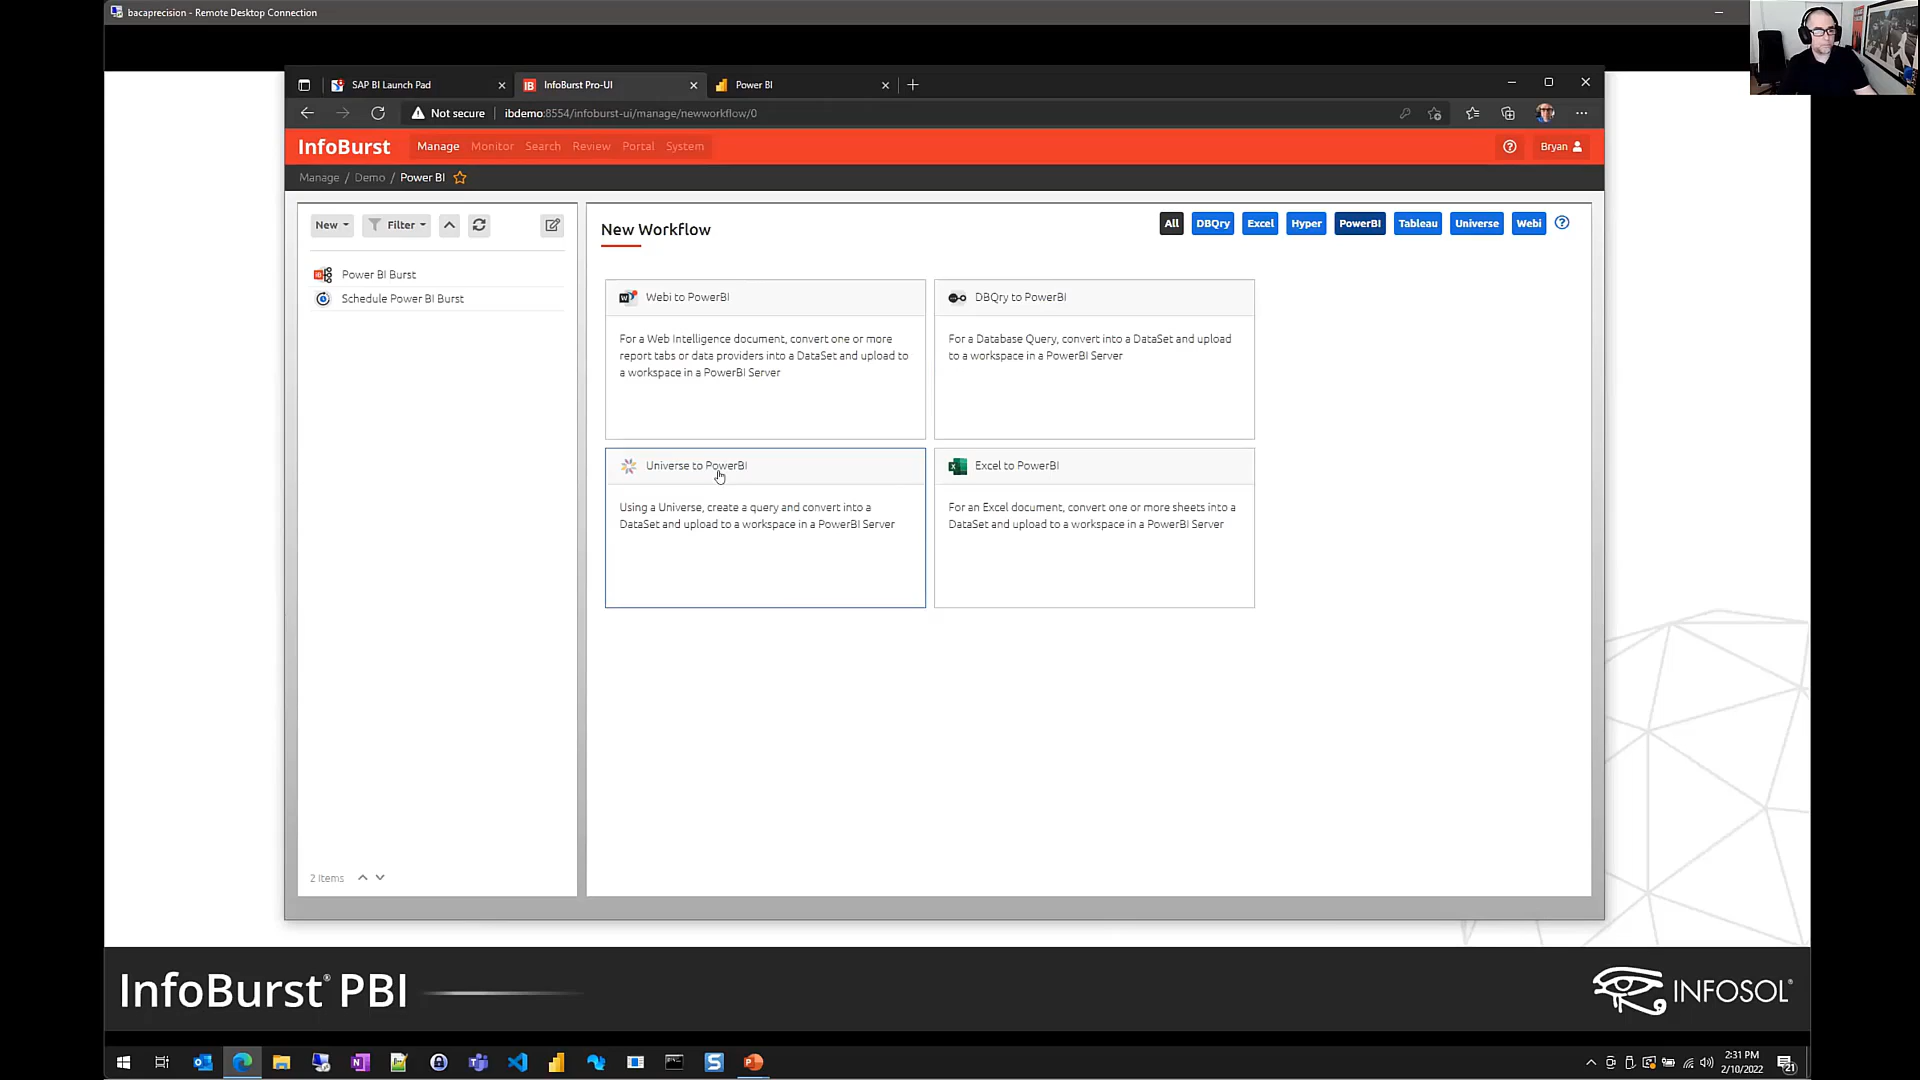 bacaprecision - Remote Desktop Connection
SAP BI Launch Pad
InfoBurst Pro-UI
Power BI
Not secure
ibdemo:8554/infoburst-ui/manage/newworkflow/0
InfoBurst
Manage
Monitor
Search
Review
Portal
System
Bryan
Manage / Demo / Power BI
New
Filter
Power BI Burst
Schedule Power BI Burst
2 Items
New Workflow
All
DBQry
Excel
Hyper
PowerBI
Tableau
Universe
Webi
Webi to PowerBI
For a Web Intelligence document, convert one or more
report tabs or data providers into a DataSet and upload to
a workspace in a PowerBI Server
DBQry to PowerBI
For a Database Query, convert into a DataSet and upload
to a workspace in a PowerBI Server
Universe to PowerBI
Using a Universe, create a query and convert into a
DataSet and upload to a workspace in a PowerBI Server
Excel to PowerBI
For an Excel document, convert one or more sheets into a
DataSet and upload to a workspace in a PowerBI Server
InfoBurst® PBI
INFOSOL®
2:31 PM
2/10/2022
21